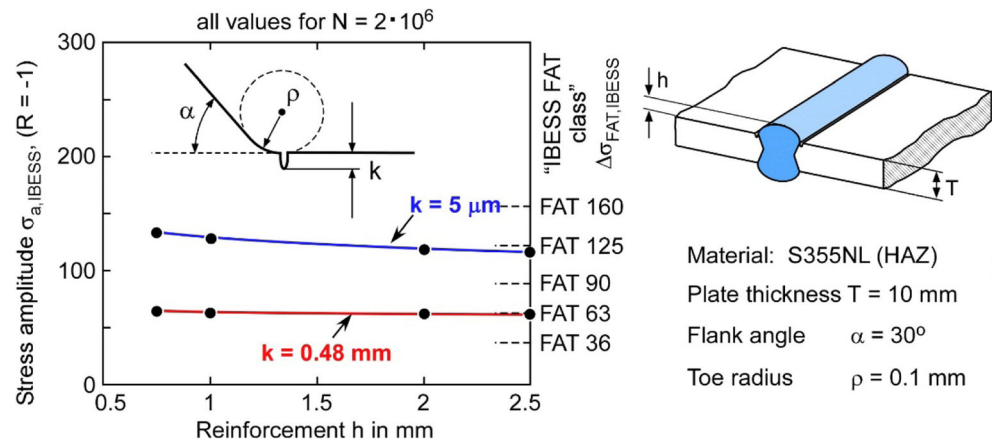 all values for N = 2·10⁶
Stress amplitude σa,IBESS, (R = -1)
300
200
100
0
0.5
1
1.5
2
2.5
Reinforcement h in mm
α
ρ
k
k = 5 μm
k = 0.48 mm
"IBESS FAT
class"
ΔσFAT,IBESS
FAT 160
FAT 125
FAT 90
FAT 63
FAT 36
h
T
Material: S355NL (HAZ)
Plate thickness T = 10 mm
Flank angle α = 30º
Toe radius ρ = 0.1 mm